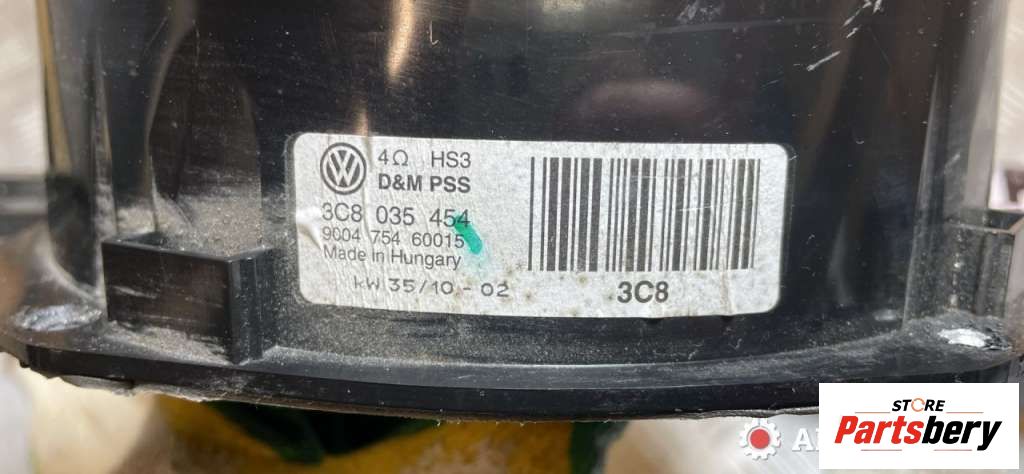 4Ω HS3
D&M PSS
3C8 035 454
9004 754 60015
Made in Hungary
kW 35/10 - 02
3C8
STORE
Partsbery